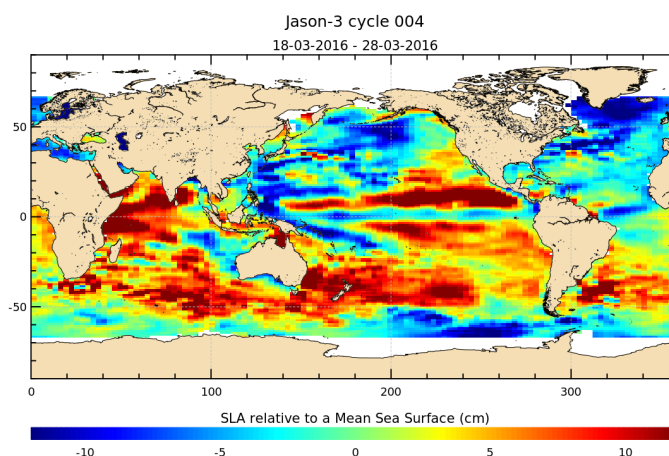 Jason-3 cycle 004
18-03-2016 - 28-03-2016
50
0
-50
0 100 200 300
SLA relative to a Mean Sea Surface (cm)
-10 -5 0 5 10